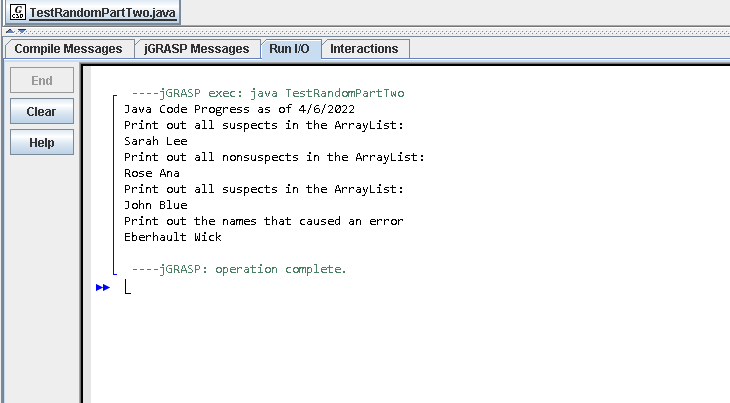 TestRandomPartTwo.java
Compile Messages jGRASP Messages Run I/O Interactions
End
Clear
Help
----jGRASP exec: java TestRandomPartTwo
Java Code Progress as of 4/6/2022
Print out all suspects in the ArrayList:
Sarah Lee
Print out all nonsuspects in the ArrayList:
Rose Ana
Print out all suspects in the ArrayList:
John Blue
Print out the names that caused an error
Eberhault Wick
----jGRASP: operation complete.